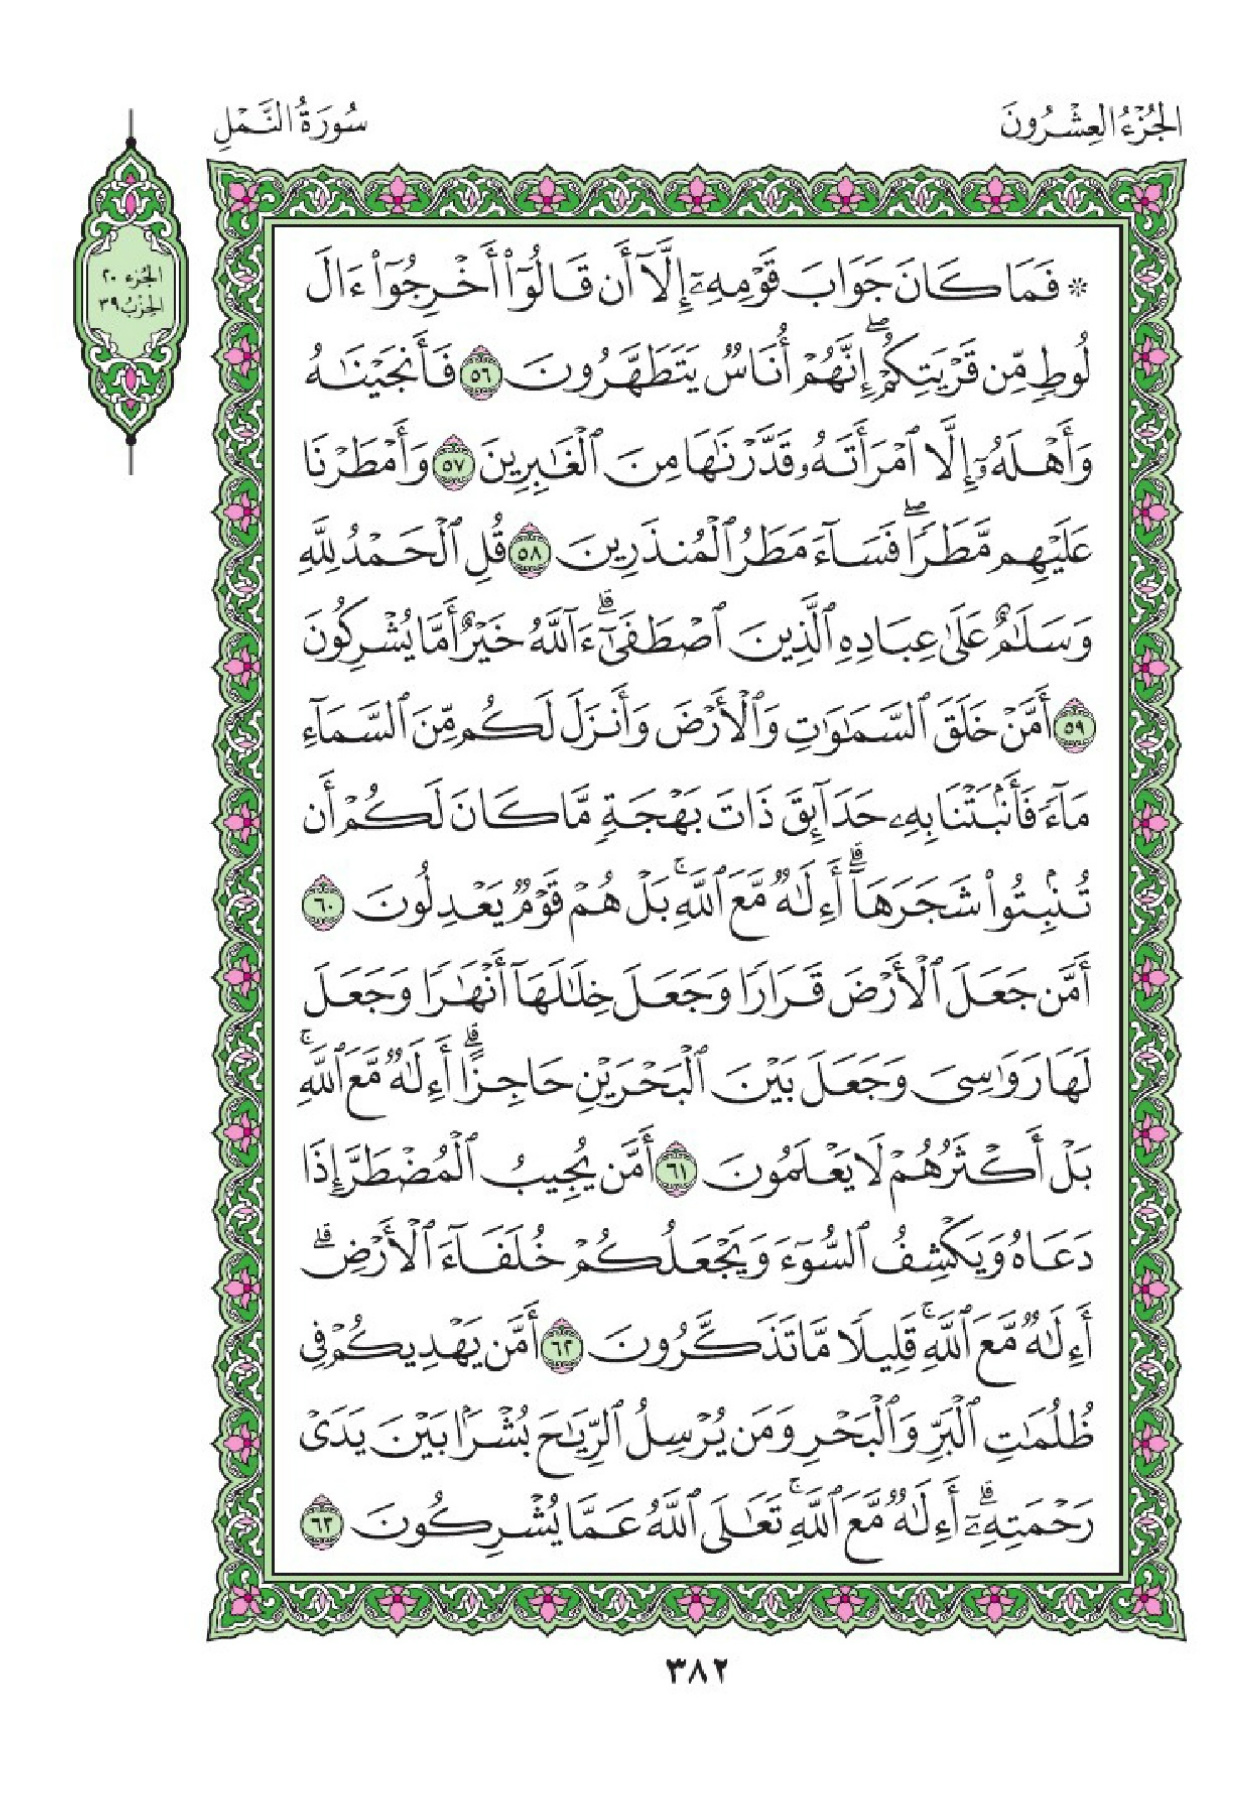 الجُزْءُ العِشْرُونَ
سُورَةُ النَّمْلِ
الجزء ٢٠
الحزب ٣٩
۞ فَمَا كَانَ جَوَابَ قَوْمِهِۦٓ إِلَّآ أَن قَالُوٓا۟ أَخْرِجُوٓا۟ ءَالَ
لُوطٍ مِّن قَرْيَتِكُمْ ۖ إِنَّهُمْ أُنَاسٌ يَتَطَهَّرُونَ ٥٦ فَأَنجَيْنَٰهُ
وَأَهْلَهُۥٓ إِلَّا ٱمْرَأَتَهُۥ قَدَّرْنَٰهَا مِنَ ٱلْغَٰبِرِينَ ٥٧ وَأَمْطَرْنَا
عَلَيْهِم مَّطَرًا ۖ فَسَآءَ مَطَرُ ٱلْمُنذَرِينَ ٥٨ قُلِ ٱلْحَمْدُ لِلَّهِ
وَسَلَٰمٌ عَلَىٰ عِبَادِهِ ٱلَّذِينَ ٱصْطَفَىٰٓ ۗ ءَآللَّهُ خَيْرٌ أَمَّا يُشْرِكُونَ
٥٩ أَمَّنْ خَلَقَ ٱلسَّمَٰوَٰتِ وَٱلْأَرْضَ وَأَنزَلَ لَكُم مِّنَ ٱلسَّمَآءِ
مَآءً فَأَنۢبَتْنَا بِهِۦ حَدَآئِقَ ذَاتَ بَهْجَةٍ مَّا كَانَ لَكُمْ أَن
تُنۢبِتُوا۟ شَجَرَهَآ ۗ أَءِلَٰهٌ مَّعَ ٱللَّهِ ۚ بَلْ هُمْ قَوْمٌ يَعْدِلُونَ ٦٠
أَمَّن جَعَلَ ٱلْأَرْضَ قَرَارًا وَجَعَلَ خِلَٰلَهَآ أَنْهَٰرًا وَجَعَلَ
لَهَا رَوَٰسِىَ وَجَعَلَ بَيْنَ ٱلْبَحْرَيْنِ حَاجِزًا ۗ أَءِلَٰهٌ مَّعَ ٱللَّهِ ۚ
بَلْ أَكْثَرُهُمْ لَا يَعْلَمُونَ ٦١ أَمَّن يُجِيبُ ٱلْمُضْطَرَّ إِذَا
دَعَاهُ وَيَكْشِفُ ٱلسُّوٓءَ وَيَجْعَلُكُمْ خُلَفَآءَ ٱلْأَرْضِ ۗ
أَءِلَٰهٌ مَّعَ ٱللَّهِ ۚ قَلِيلًا مَّا تَذَكَّرُونَ ٦٢ أَمَّن يَهْدِيكُمْ فِى
ظُلُمَٰتِ ٱلْبَرِّ وَٱلْبَحْرِ وَمَن يُرْسِلُ ٱلرِّيَٰحَ بُشْرًۢا بَيْنَ يَدَىْ
رَحْمَتِهِۦٓ ۗ أَءِلَٰهٌ مَّعَ ٱللَّهِ ۚ تَعَٰلَى ٱللَّهُ عَمَّا يُشْرِكُونَ ٦٣
٣٨٢